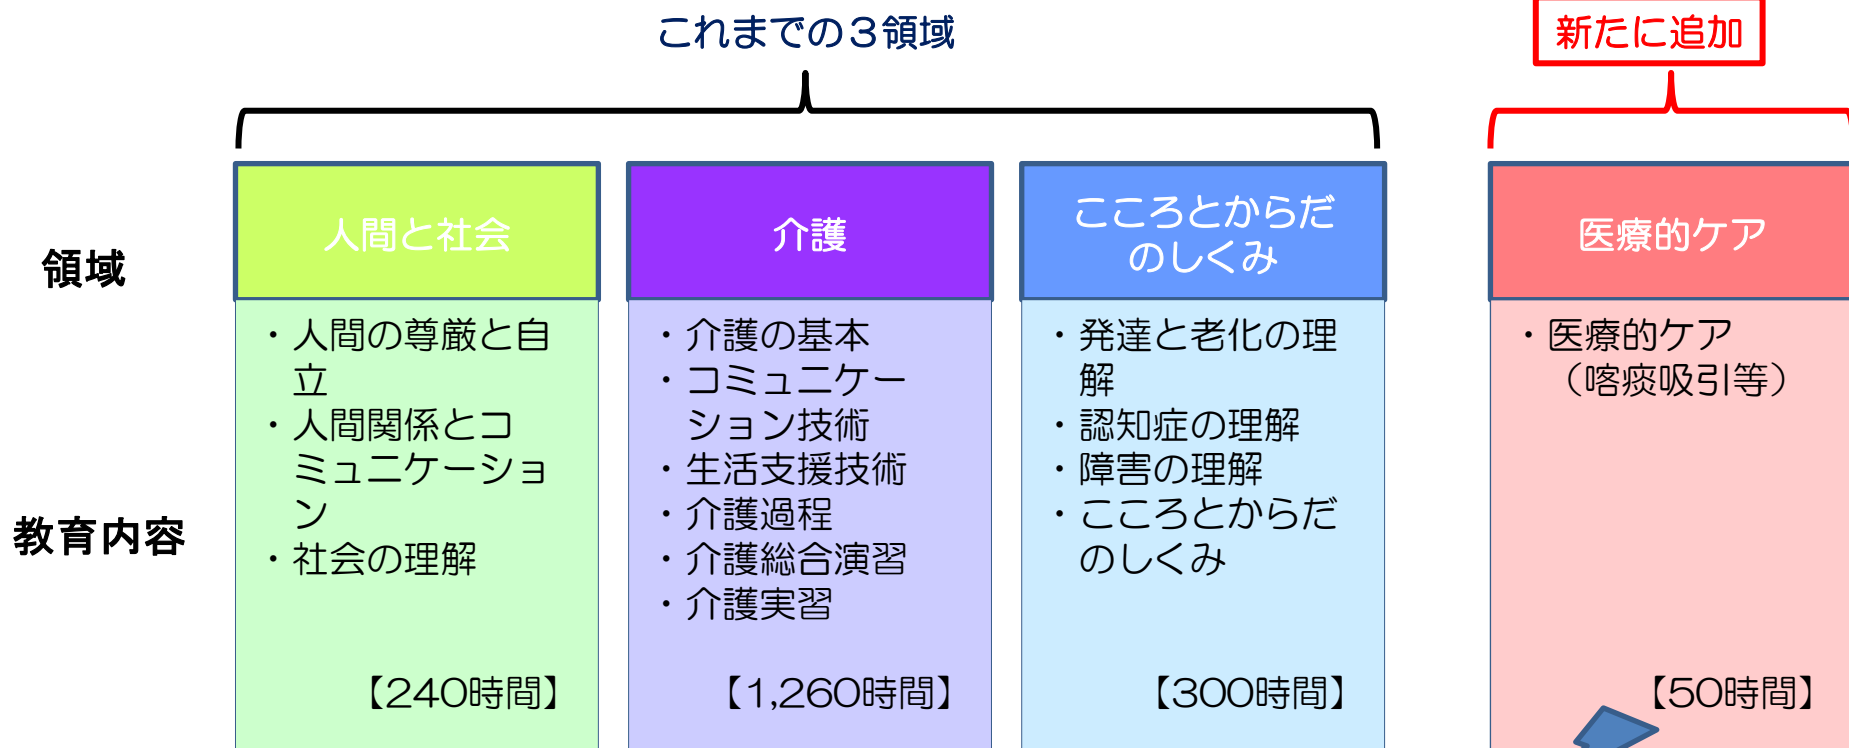 これまでの３領域
新たに追加
領域
人間と社会
介護
こころとからだ
のしくみ
医療的ケア
教育内容
・人間の尊厳と自
立
・人間関係とコ
ミュニケーショ
ン
・社会の理解
【240時間】
・介護の基本
・コミュニケー
ション技術
・生活支援技術
・介護過程
・介護総合演習
・介護実習
【1,260時間】
・発達と老化の理
解
・認知症の理解
・障害の理解
・こころとからだ
のしくみ
【300時間】
・医療的ケア
（喀痰吸引等）
【50時間】